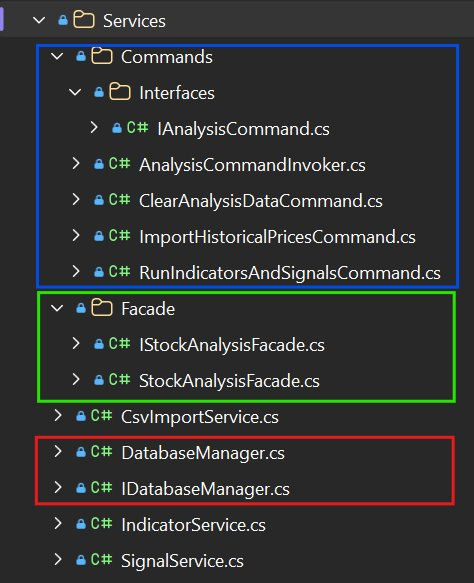 Services
Commands
Interfaces
C# IAnalysisCommand.cs
C# AnalysisCommandInvoker.cs
C# ClearAnalysisDataCommand.cs
C# ImportHistoricalPricesCommand.cs
C# RunIndicatorsAndSignalsCommand.cs
Facade
C# IStockAnalysisFacade.cs
C# StockAnalysisFacade.cs
C# CsvImportService.cs
C# DatabaseManager.cs
C# IDatabaseManager.cs
C# IndicatorService.cs
C# SignalService.cs